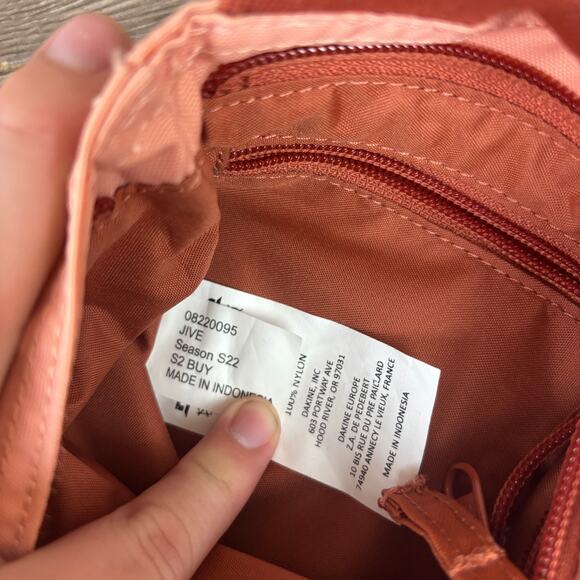 08220095
JIVE
Season S22
S2 BUY
MADE IN INDONESIA
100% NYLON
DAKINE, INC
603 PORTWAY AVE
HOOD RIVER, OR 97031
DAKINE EUROPE
Z.A. DE PEDEBERT
10 BIS RUE DU PRE PAILLARD
74940 ANNECY LE VIEUX, FRANCE
MADE IN INDONESIA